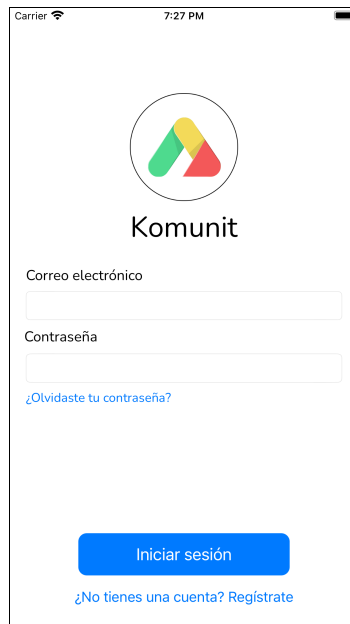 Carrier 7:27 PM
Komunit
Correo electrónico
Contraseña
¿Olvidaste tu contraseña?
Iniciar sesión
¿No tienes una cuenta? Regístrate